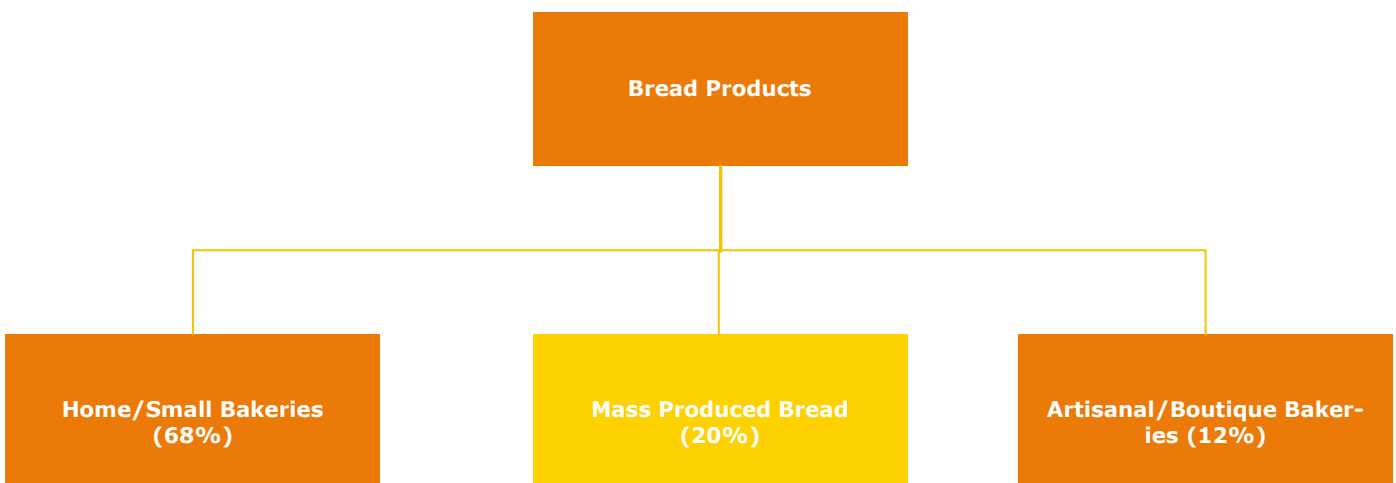 Bread Products
Home/Small Bakeries
(68%)
Mass Produced Bread
(20%)
Artisanal/Boutique Baker-
ies (12%)